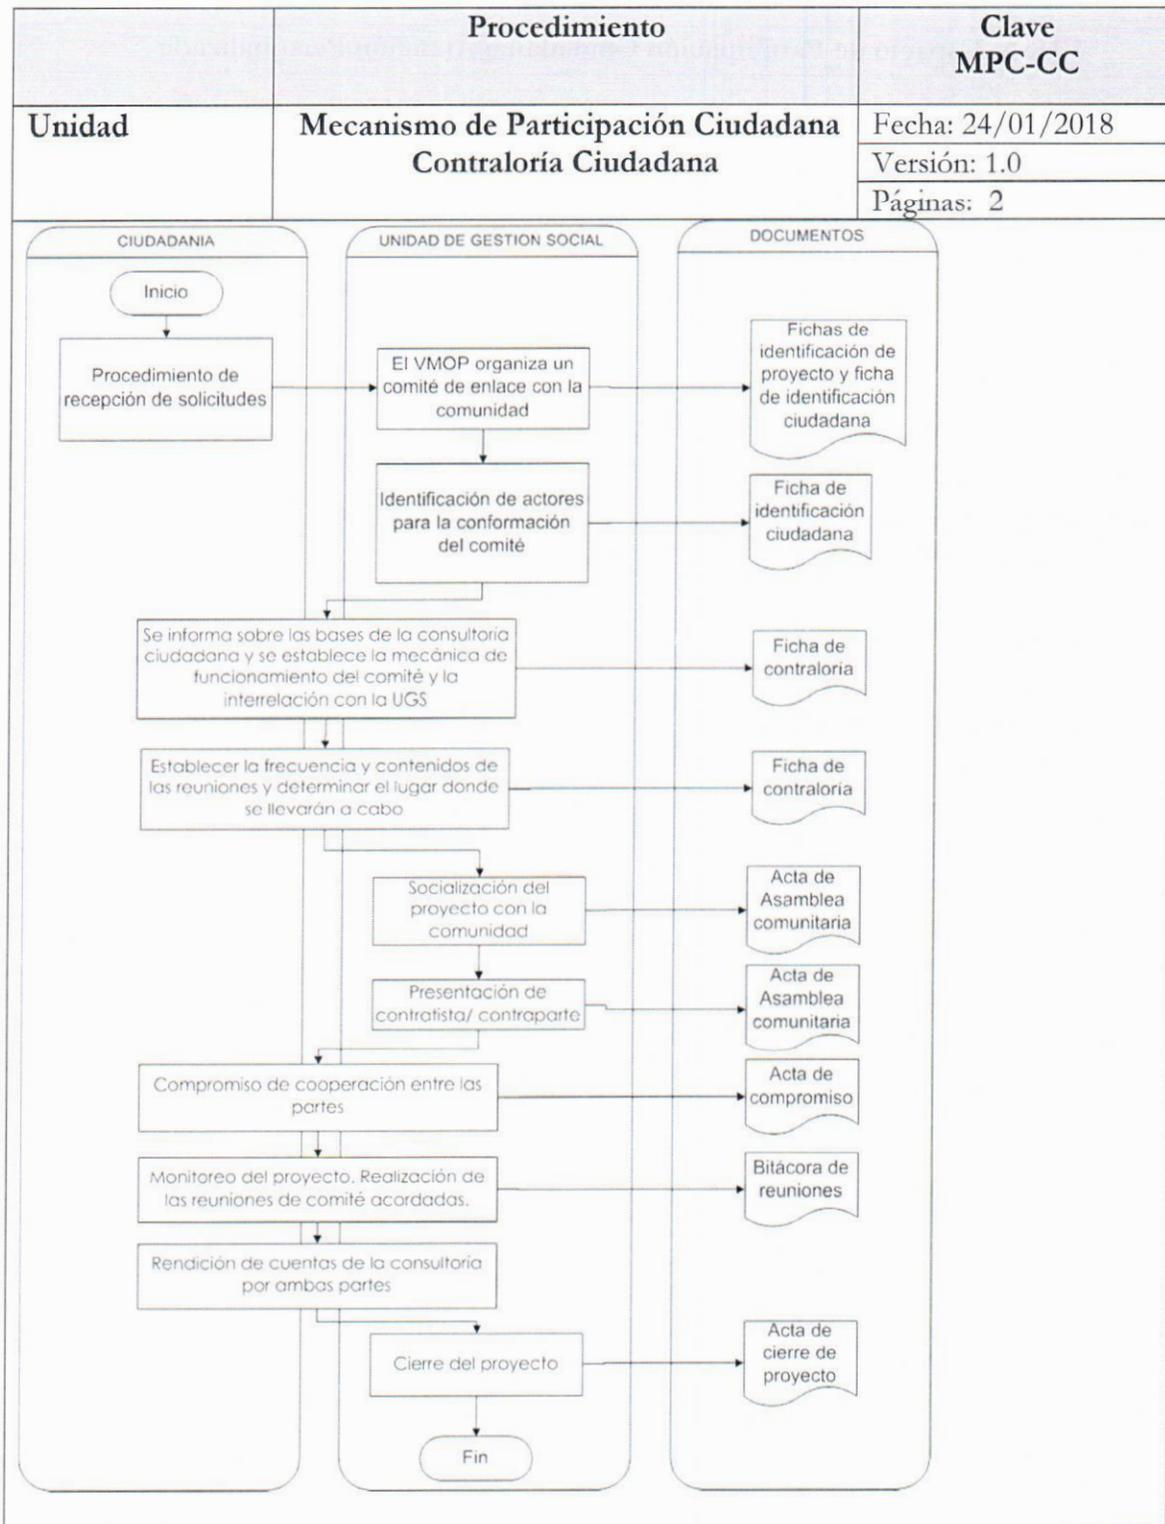 Procedimiento
Clave
MPC-CC
Unidad
Mecanismo de Participación Ciudadana
Contraloría Ciudadana
Fecha: 24/01/2018
Versión: 1.0
Páginas: 2
CIUDADANIA
UNIDAD DE GESTION SOCIAL
DOCUMENTOS
Inicio
Procedimiento de
recepción de solicitudes
El VMOP organiza un
comité de enlace con la
comunidad
Fichas de
identificación de
proyecto y ficha
de identificación
ciudadana
Identificación de actores
para la conformación
del comité
Ficha de
identificación
ciudadana
Se informa sobre las bases de la consultoria
ciudadana y se establece la mecánica de
funcionamiento del comité y la
interrelación con la UGS
Ficha de
contraloría
Establecer la frecuencia y contenidos de
las reuniones y determinar el lugar donde
se llevarán a cabo
Ficha de
contraloría
Socialización del
proyecto con la
comunidad
Acta de
Asamblea
comunitaria
Presentación de
contratista/ contraparte
Acta de
Asamblea
comunitaria
Compromiso de cooperación entre las
partes
Acta de
compromiso
Monitoreo del proyecto. Realización de
las reuniones de comité acordadas.
Bitácora de
reuniones
Rendición de cuentas de la consultoria
por ambas partes
Cierre del proyecto
Acta de
cierre de
proyecto
Fin